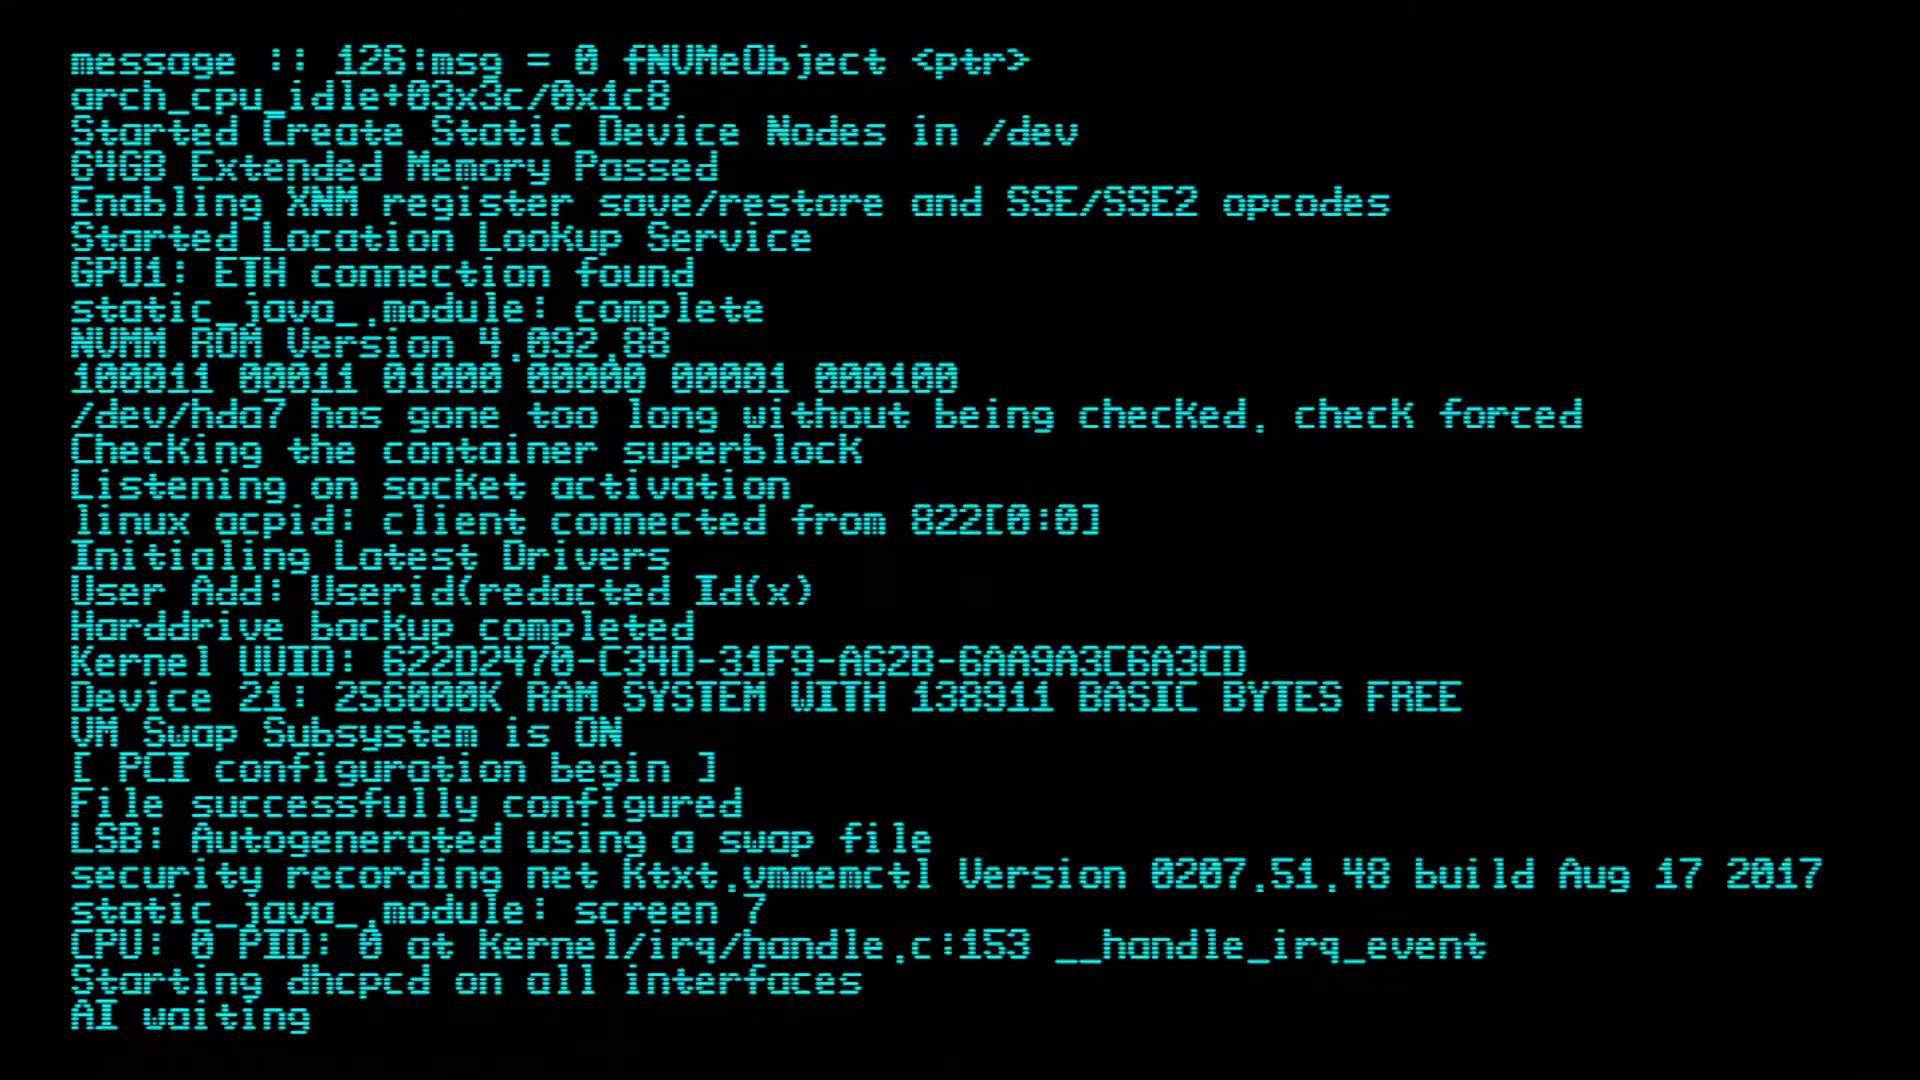 message :: 126:msg = 0 fNVMeObject <ptr>
arch_cpu_idle+03x3c/0x1c8
Started Create Static Device Nodes in /dev
64GB Extended Memory Passed
Enabling XNM register save/restore and SSE/SSE2 opcodes
Started Location Lookup Service
GPU1: ETH connection found
static_java_.module: complete
NVMM ROM Version 4.092.88
100011 00011 01000 00000 00001 000100
/dev/hda7 has gone too long without being checked, check forced
Checking the container superblock
Listening on socket activation
linux acpid: client connected from 822[0:0]
Initialing Latest Drivers
User Add: Userid(redacted Id(x)
Harddrive backup completed
Kernel UUID: 622D2470-C34D-31F9-A62B-6AA9A3C6A3CD
Device 21: 256000K RAM SYSTEM WITH 138911 BASIC BYTES FREE
VM Swap Subsystem is ON
[ PCI configuration begin ]
File successfully configured
LSB: Autogenerated using a swap file
security recording net ktxt.vmmemctl Version 0207.51.48 build Aug 17 2017
static_java_.module: screen 7
CPU: 0 PID: 0 at kernel/irq/handle.c:153 __handle_irq_event
Starting dhcpcd on all interfaces
AI waiting